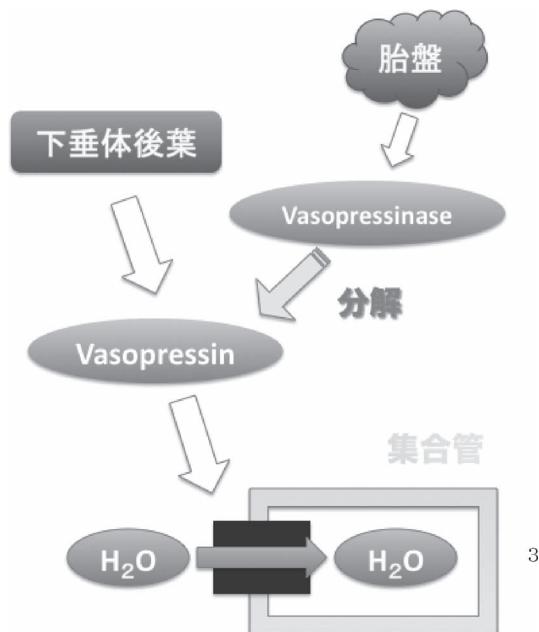 胎盤
下垂体後葉
Vasopressinase
分解
Vasopressin
集合管
H₂O
H₂O
3